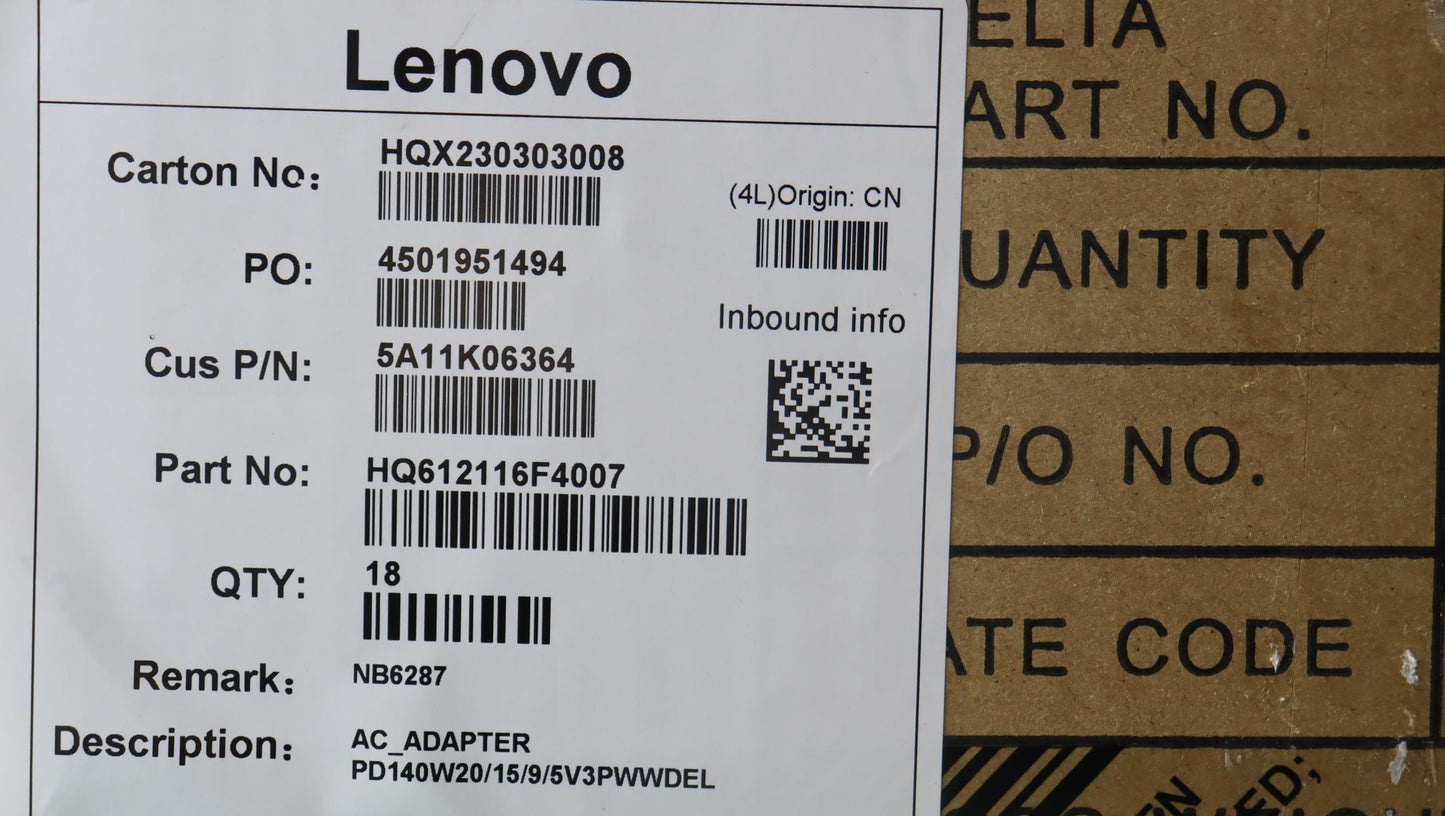 Lenovo
Carton No: HQX230303008
(4L)Origin: CN
PO: 4501951494
Inbound info
Cus P/N: 5A11K06364
Part No: HQ612116F4007
QTY: 18
Remark: NB6287
Description: AC_ADAPTER
PD140W20/15/9/5V3PWWDEL
ELTA
ART NO.
UANTITY
P/O NO.
ATE CODE
ED;